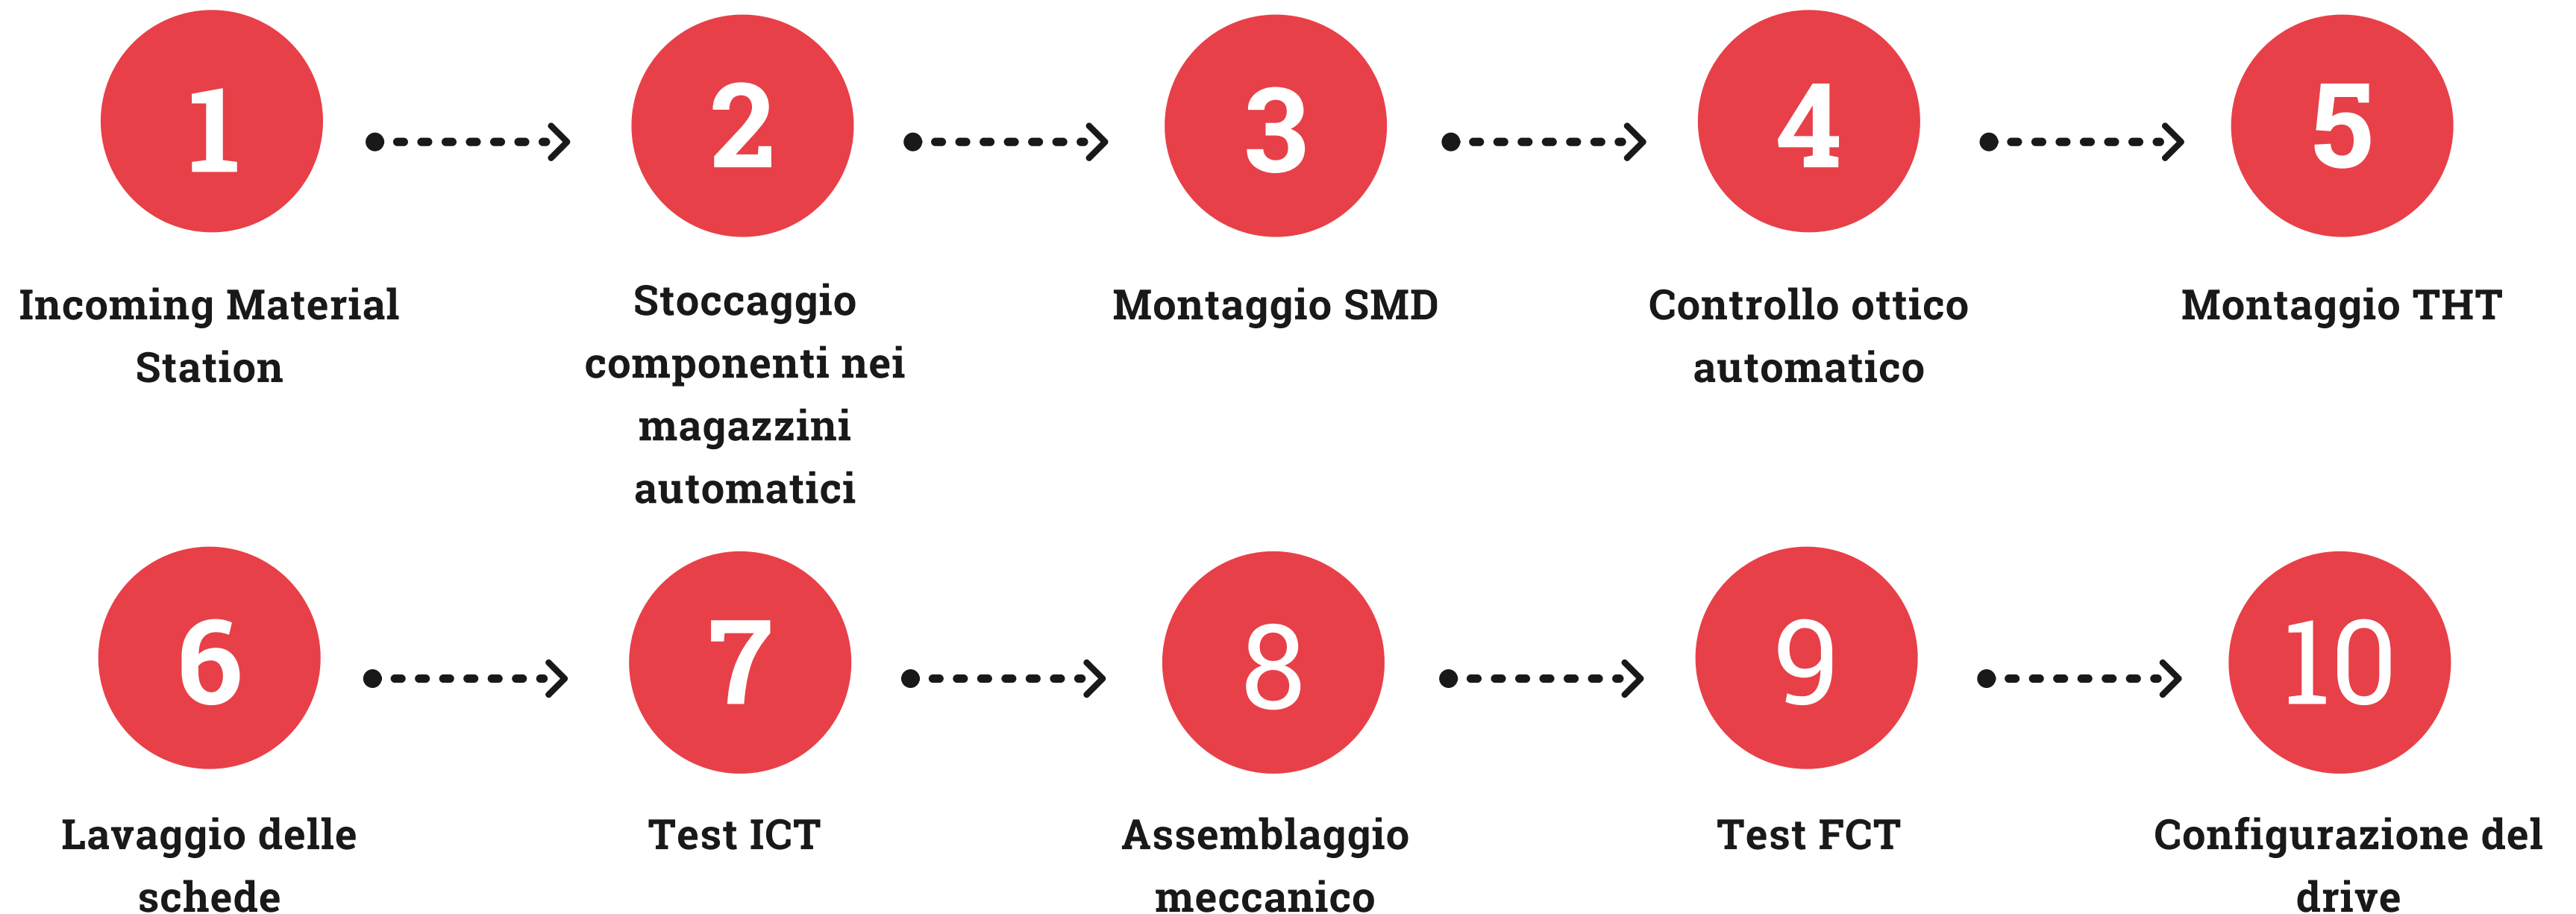 1
Incoming Material
Station
2
Stoccaggio
componenti nei
magazzini
automatici
3
Montaggio SMD
4
Controllo ottico
automatico
5
Montaggio THT
6
Lavaggio delle
schede
7
Test ICT
8
Assemblaggio
meccanico
9
Test FCT
10
Configurazione del
drive